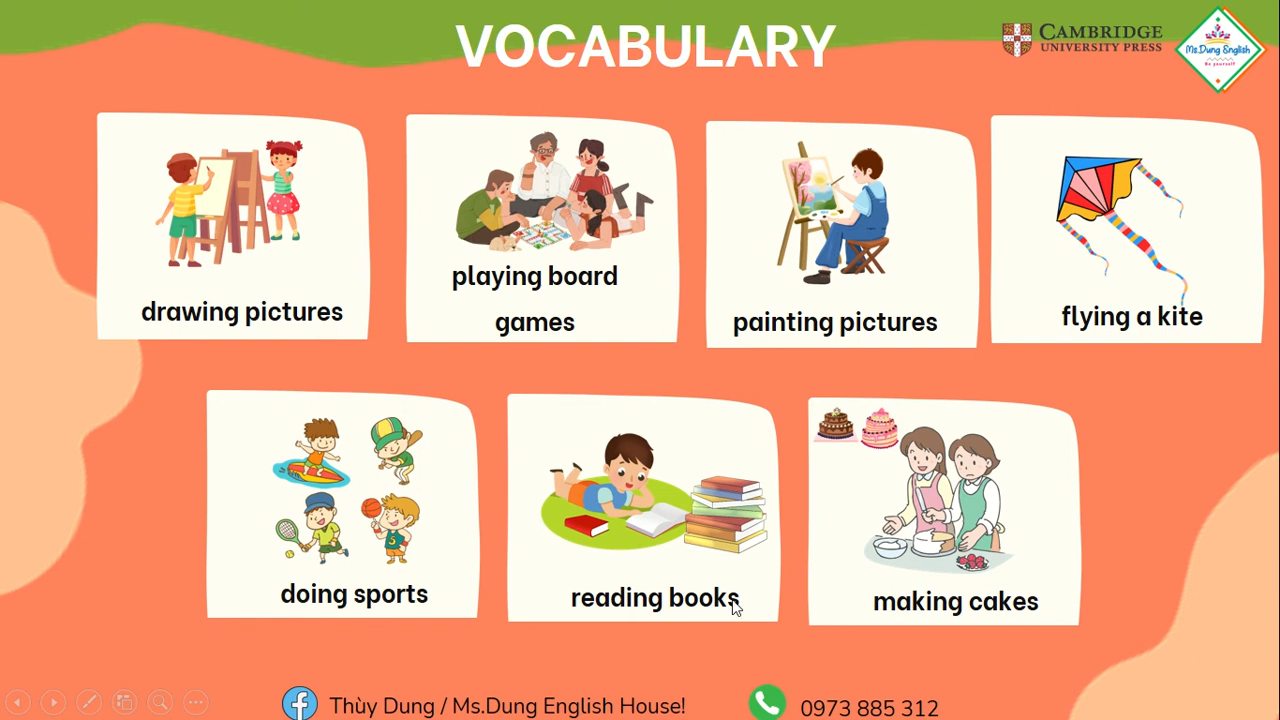 VOCABULARY
CAMBRIDGE
UNIVERSITY PRESS
Ms.Dung English
Be yourself
drawing pictures
playing board
games
painting pictures
flying a kite
doing sports
reading books
making cakes
Thùy Dung / Ms.Dung English House!
0973 885 312